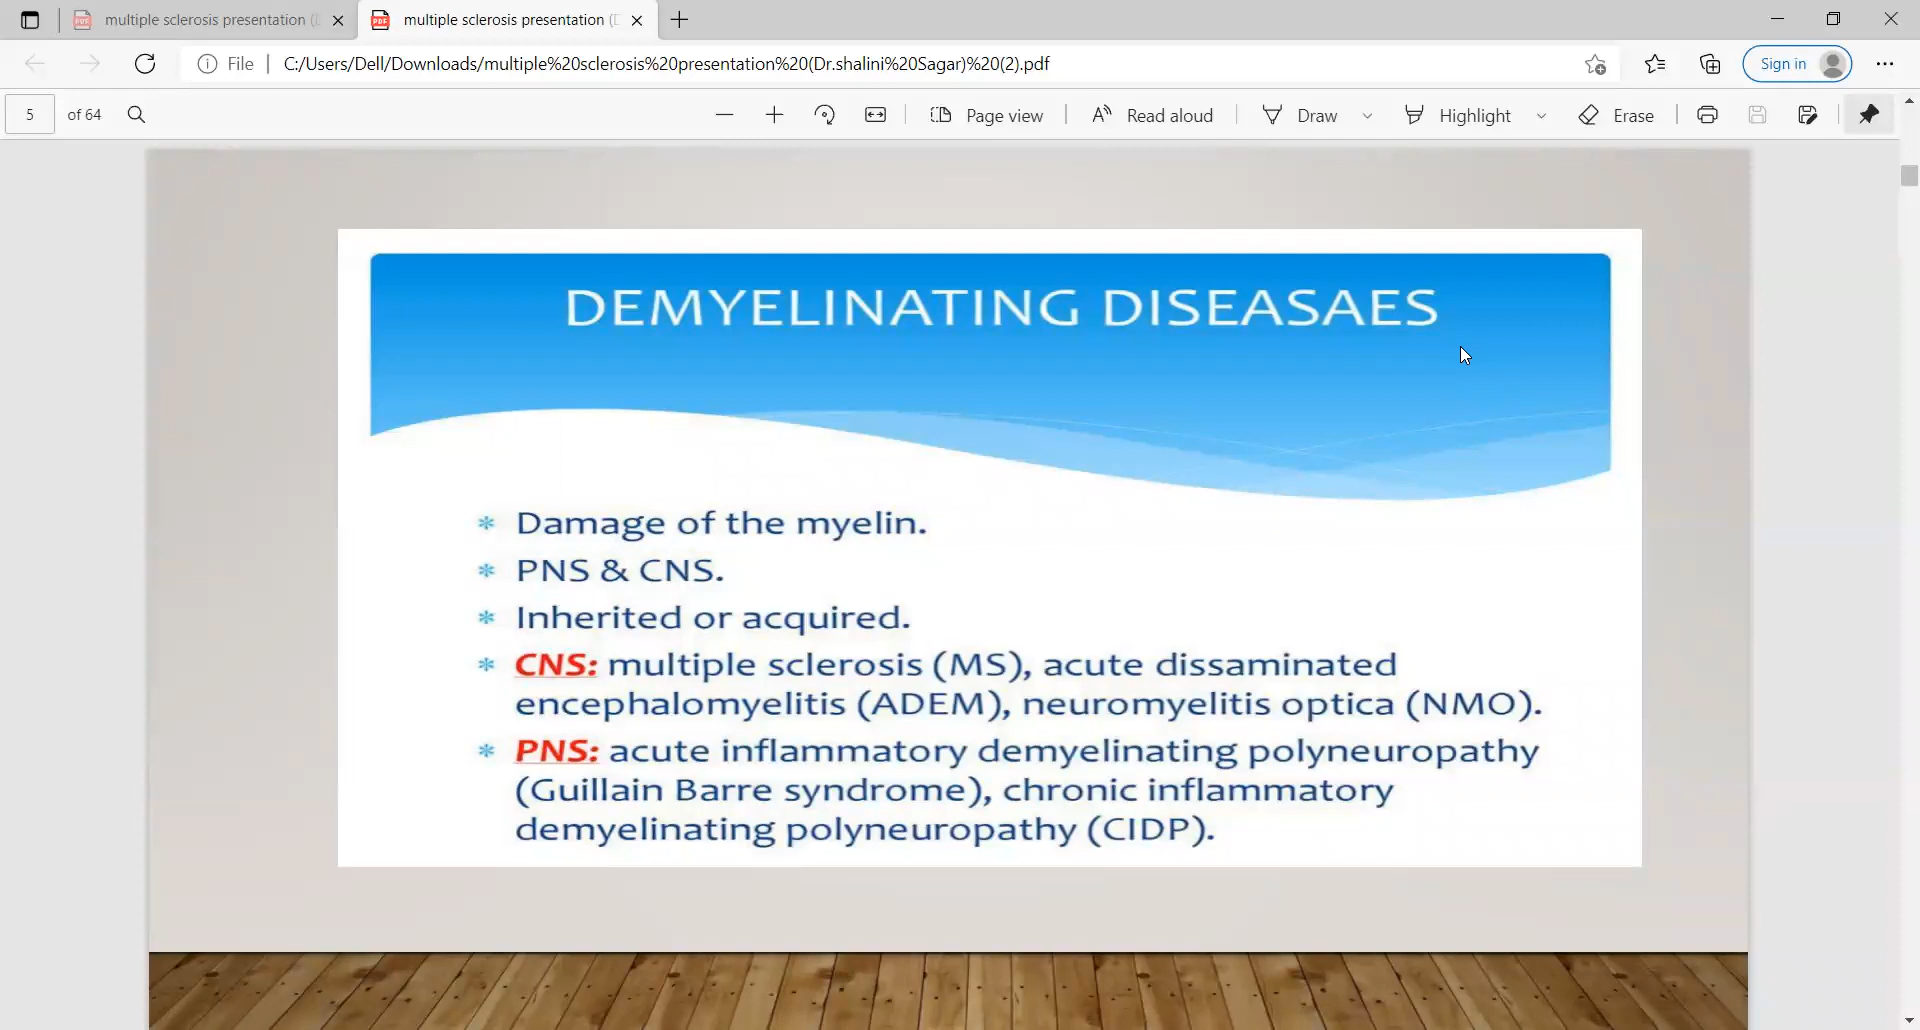 multiple sclerosis presentation (D
multiple sclerosis presentation (D
File
C:/Users/Dell/Downloads/multiple%20sclerosis%20presentation%20(Dr.shalini%20Sagar)%20(2).pdf
Sign in
5 of 64
Page view
Read aloud
Draw
Highlight
Erase
DEMYELINATING DISEASAES
* Damage of the myelin.
* PNS & CNS.
* Inherited or acquired.
* CNS: multiple sclerosis (MS), acute dissaminated
encephalomyelitis (ADEM), neuromyelitis optica (NMO).
* PNS: acute inflammatory demyelinating polyneuropathy
(Guillain Barre syndrome), chronic inflammatory
demyelinating polyneuropathy (CIDP).